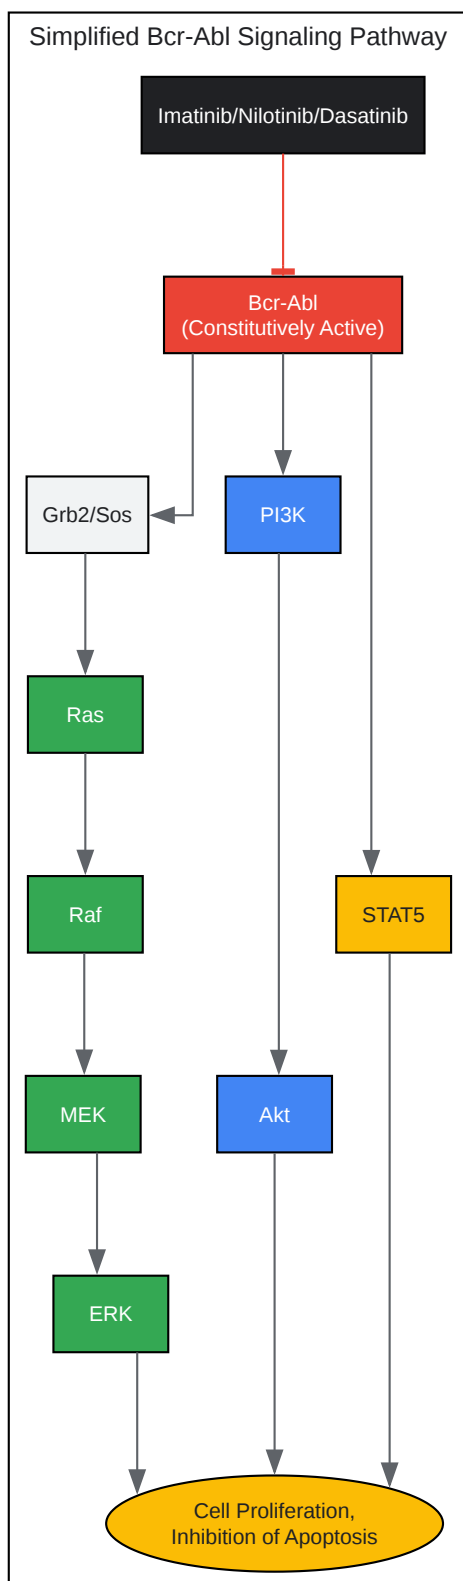 Simplified Bcr-Abl Signaling Pathway
Imatinib/Nilotinib/Dasatinib
Bcr-Abl
(Constitutively Active)
Grb2/Sos
PI3K
Ras
Raf
STAT5
MEK
Akt
ERK
Cell Proliferation,
Inhibition of Apoptosis